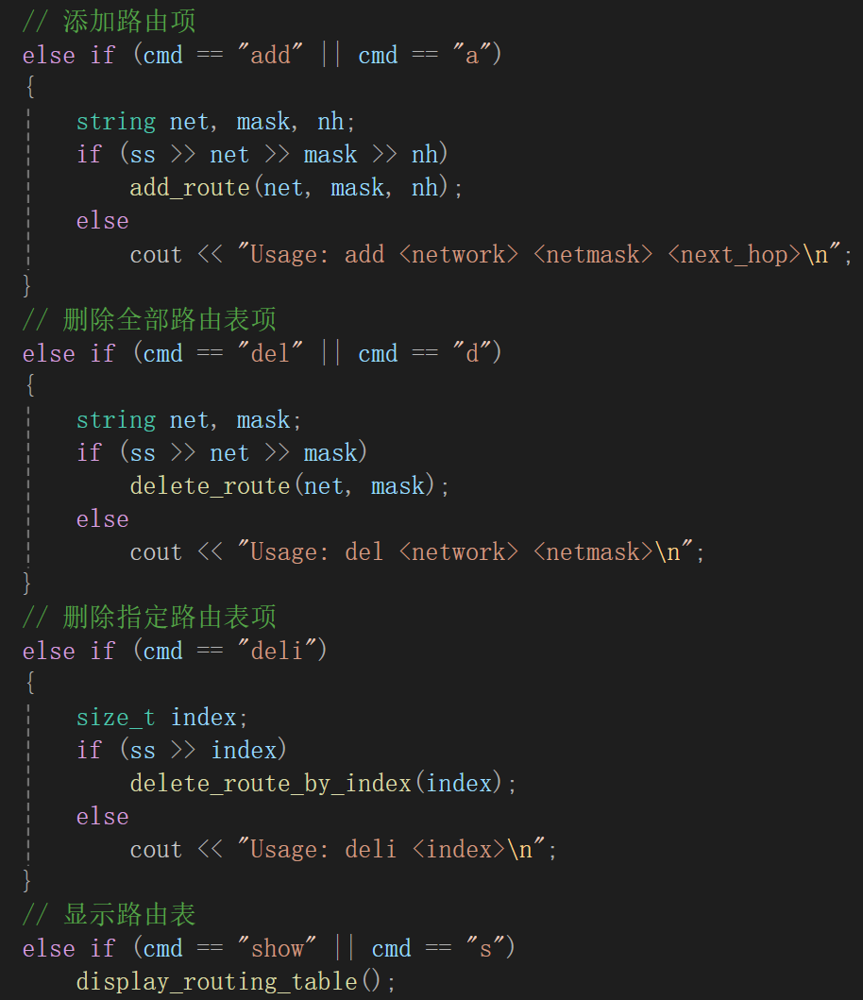 // 添加路由项
else if (cmd == "add" || cmd == "a")
{
    string net, mask, nh;
    if (ss >> net >> mask >> nh)
        add_route(net, mask, nh);
    else
        cout << "Usage: add <network> <netmask> <next_hop>\n";
}
// 删除全部路由表项
else if (cmd == "del" || cmd == "d")
{
    string net, mask;
    if (ss >> net >> mask)
        delete_route(net, mask);
    else
        cout << "Usage: del <network> <netmask>\n";
}
// 删除指定路由表项
else if (cmd == "deli")
{
    size_t index;
    if (ss >> index)
        delete_route_by_index(index);
    else
        cout << "Usage: deli <index>\n";
}
// 显示路由表
else if (cmd == "show" || cmd == "s")
    display_routing_table();